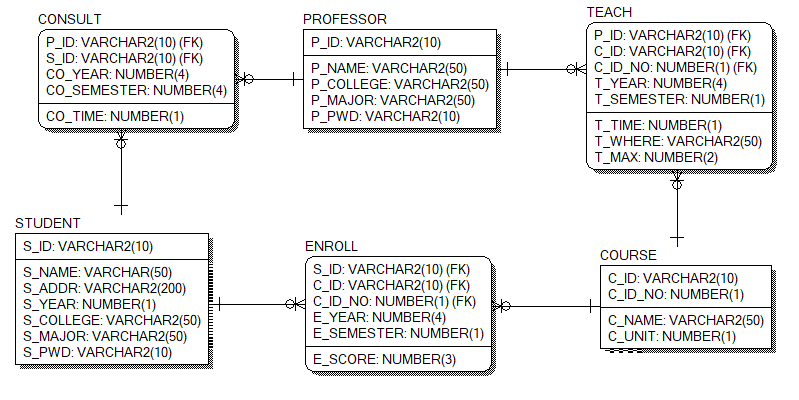 CONSULT
P_ID: VARCHAR2(10) (FK)
S_ID: VARCHAR2(10) (FK)
CO_YEAR: NUMBER(4)
CO_SEMESTER: NUMBER(4)
CO_TIME: NUMBER(1)
PROFESSOR
P_ID: VARCHAR2(10)
P_NAME: VARCHAR2(50)
P_COLLEGE: VARCHAR2(50)
P_MAJOR: VARCHAR2(50)
P_PWD: VARCHAR2(10)
TEACH
P_ID: VARCHAR2(10) (FK)
C_ID: VARCHAR2(10) (FK)
C_ID_NO: NUMBER(1) (FK)
T_YEAR: NUMBER(4)
T_SEMESTER: NUMBER(1)
T_TIME: NUMBER(1)
T_WHERE: VARCHAR2(50)
T_MAX: NUMBER(2)
STUDENT
S_ID: VARCHAR2(10)
S_NAME: VARCHAR(50)
S_ADDR: VARCHAR2(200)
S_YEAR: NUMBER(1)
S_COLLEGE: VARCHAR2(50)
S_MAJOR: VARCHAR2(50)
S_PWD: VARCHAR2(10)
ENROLL
S_ID: VARCHAR2(10) (FK)
C_ID: VARCHAR2(10) (FK)
C_ID_NO: NUMBER(1) (FK)
E_YEAR: NUMBER(4)
E_SEMESTER: NUMBER(1)
E_SCORE: NUMBER(3)
COURSE
C_ID: VARCHAR2(10)
C_ID_NO: NUMBER(1)
C_NAME: VARCHAR2(50)
C_UNIT: NUMBER(1)